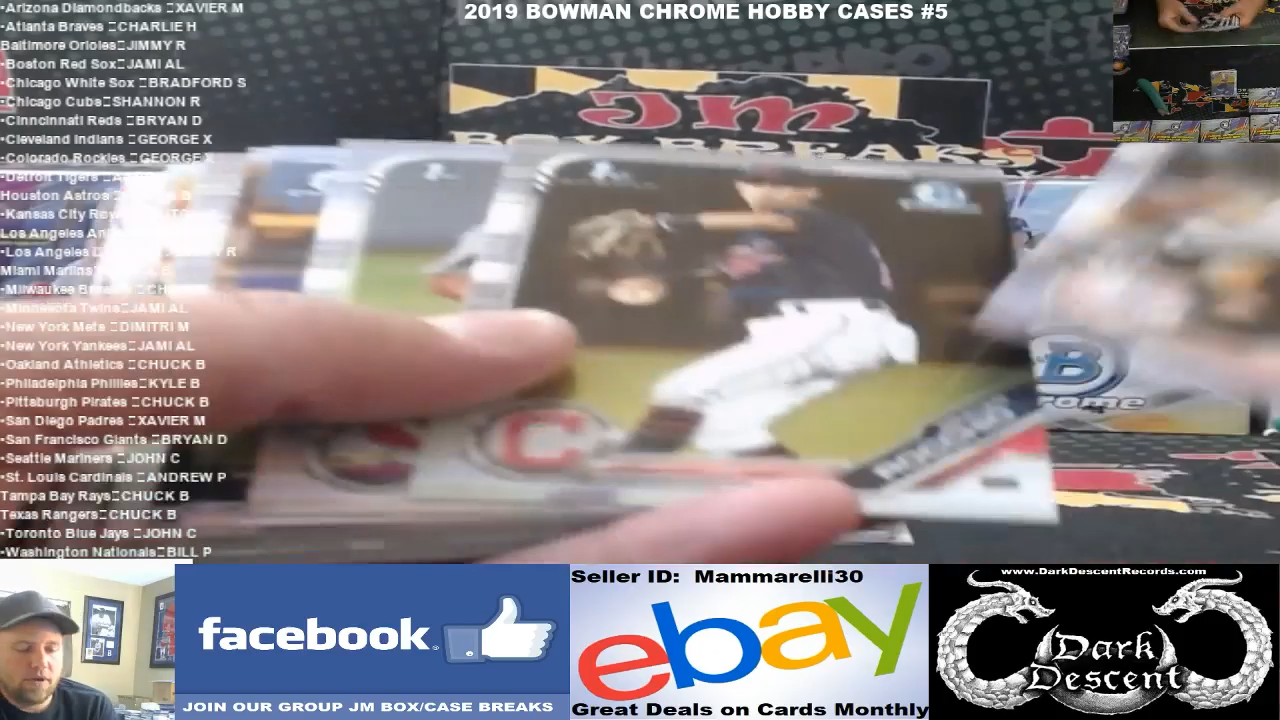 2019 BOWMAN CHROME HOBBY CASES #5
•Arizona Diamondbacks XAVIER M
•Atlanta Braves CHARLIE H
Baltimore Orioles JIMMY R
•Boston Red Sox JAMI AL
•Chicago White Sox BRADFORD S
•Chicago Cubs SHANNON R
•Cinncinnati Reds BRYAN D
•Cleveland Indians GEORGE X
•Colorado Rockies GEORGE X
•Detroit Tigers
Houston Astros
•Kansas City
Los Angeles
•Los Angeles
Miami Marlins
•Milwaukee
•Minnesota Twins JAMI AL
•New York Mets DIMITRI M
•New York Yankees JAMI AL
•Oakland Athletics CHUCK B
•Philadelphia Phillies KYLE B
•Pittsburgh Pirates CHUCK B
•San Diego Padres XAVIER M
•San Francisco Giants BRYAN D
•Seattle Mariners JOHN C
•St. Louis Cardinals ANDREW P
Tampa Bay Rays CHUCK B
Texas Rangers CHUCK B
•Toronto Blue Jays JOHN C
•Washington Nationals BILL P
JM
BOX BREAKS
C
B
rome
facebook.
JOIN OUR GROUP JM BOX/CASE BREAKS
Seller ID: Mammarelli30
ebay
Great Deals on Cards Monthly
www.DarkDescentRecords.com
Dark
Descent